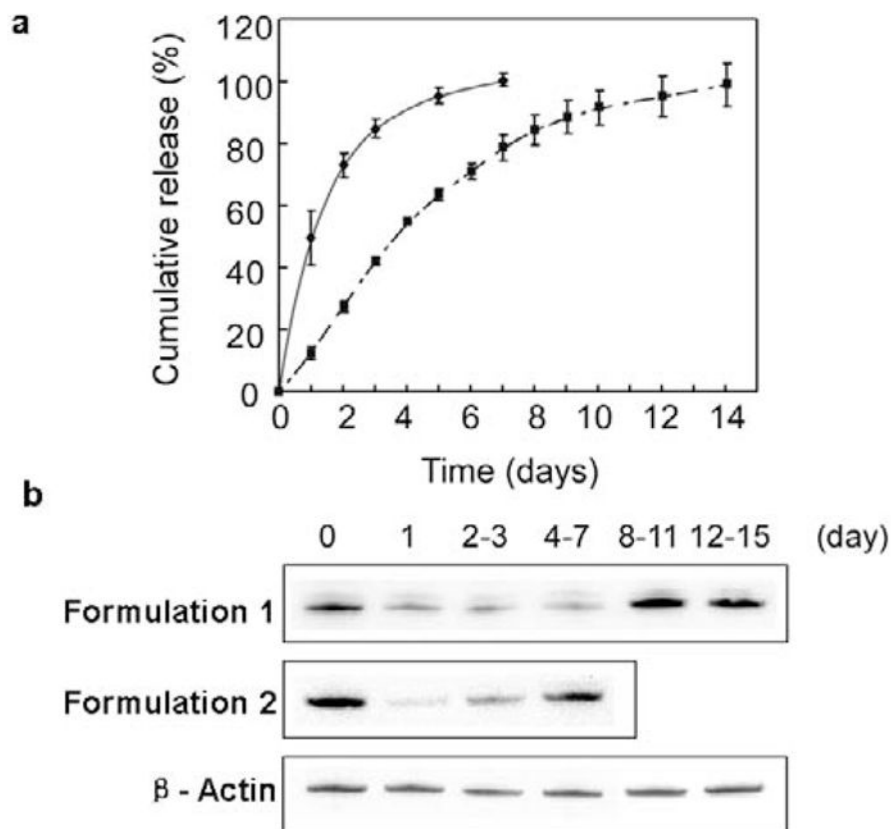 a
120
100
80
60
40
20
0
Cumulative release (%)
0 2 4 6 8 10 12 14
Time (days)
b
0 1 2-3 4-7 8-11 12-15 (day)
Formulation 1
Formulation 2
β - Actin